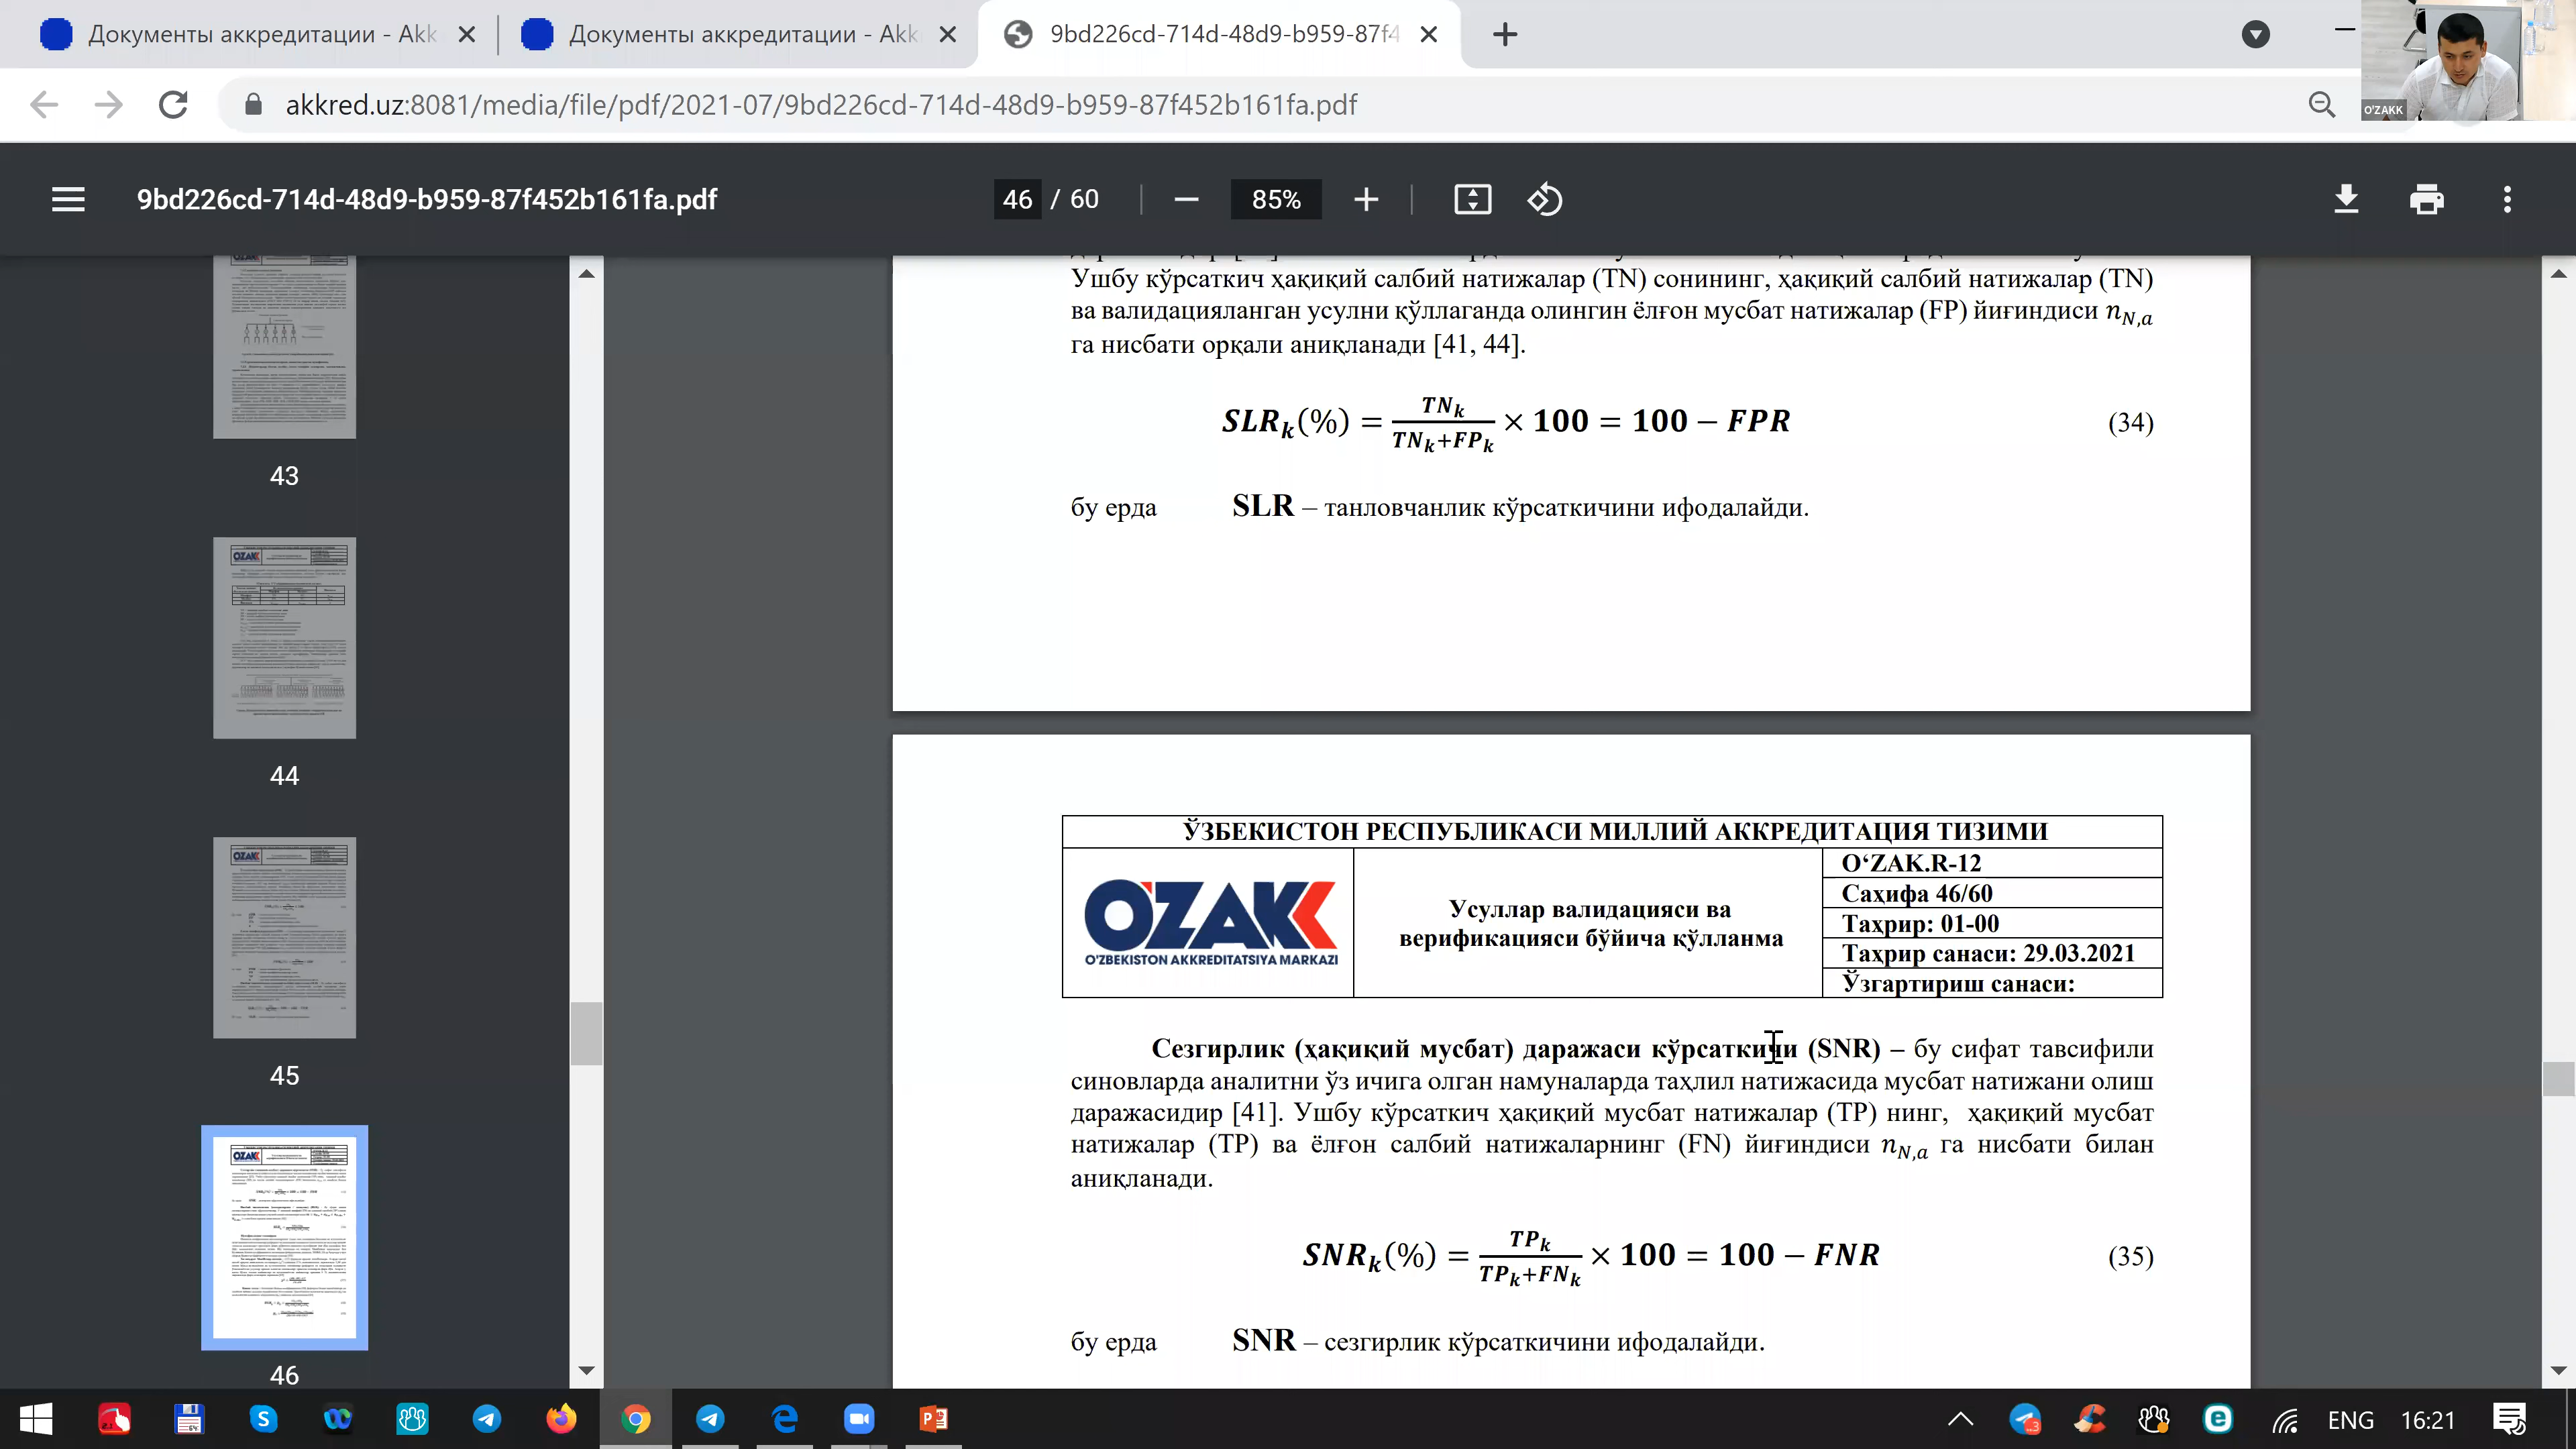 Документы аккредитации - Akk
Документы аккредитации - Akk
9bd226cd-714d-48d9-b959-87f4
O'ZAKK
akkred.uz:8081/media/file/pdf/2021-07/9bd226cd-714d-48d9-b959-87f452b161fa.pdf
9bd226cd-714d-48d9-b959-87f452b161fa.pdf
46 / 60
85%
43
44
45
46
Ушбу кўрсаткич ҳақиқий салбий натижалар (TN) сонининг, ҳақиқий салбий натижалар (TN)
ва валидацияланган усулни қўллаганда олингин ёлғон мусбат натижалар (FP) йиғиндиси n_{N,a}
га нисбати орқали аниқланади [41, 44].
SLR_k(%) = TN_k / (TN_k+FP_k) × 100 = 100 − FPR (34)
бу ерда SLR – танловчанлик кўрсаткичини ифодалайди.
ЎЗБЕКИСТОН РЕСПУБЛИКАСИ МИЛЛИЙ АККРЕДИТАЦИЯ ТИЗИМИ
O'ZAKK
O'ZBEKISTON AKKREDITATSIYA MARKAZI
Усуллар валидацияси ва
верификацияси бўйича қўлланма
O‘ZAK.R-12
Саҳифа 46/60
Таҳрир: 01-00
Таҳрир санаси: 29.03.2021
Ўзгартириш санаси:
Сезгирлик (ҳақиқий мусбат) даражаси кўрсаткичи (SNR) – бу сифат тавсифили
синовларда аналитни ўз ичига олган намуналарда таҳлил натижасида мусбат натижани олиш
даражасидир [41]. Ушбу кўрсаткич ҳақиқий мусбат натижалар (TP) нинг, ҳақиқий мусбат
натижалар (TP) ва ёлғон салбий натижаларнинг (FN) йиғиндиси n_{N,a} га нисбати билан
аниқланади.
SNR_k(%) = TP_k / (TP_k+FN_k) × 100 = 100 − FNR (35)
бу ерда SNR – сезгирлик кўрсаткичини ифодалайди.
ENG 16:21